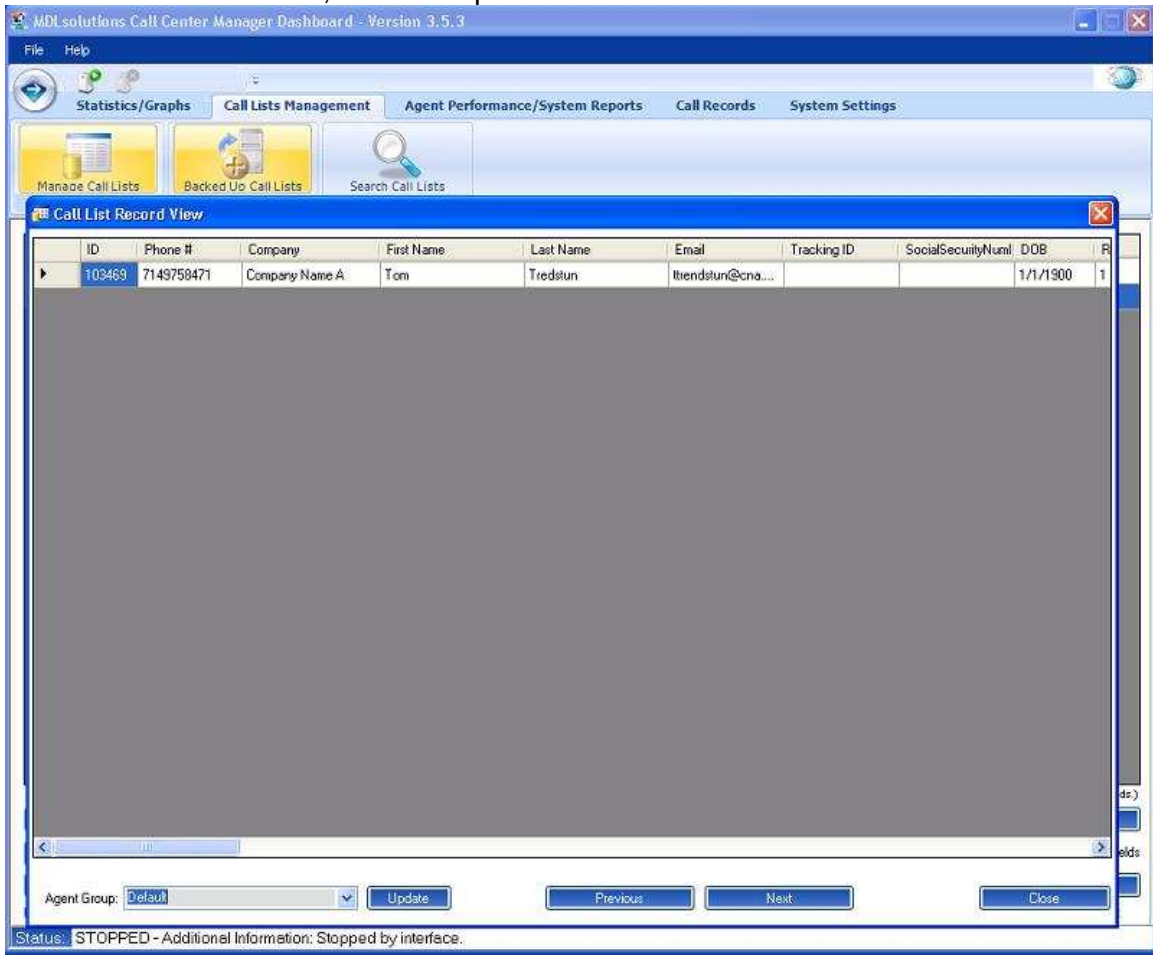 MDLsolutions Call Center Manager Dashboard - Version 3.5.3
File Help
Statistics/Graphs Call Lists Management Agent Performance/System Reports Call Records System Settings
Manage Call Lists Backed Up Call Lists Search Call Lists
Call List Record View
ID Phone # Company First Name Last Name Email Tracking ID SocialSecurityNuml DOB R
103469 7149758471 Company Name A Tom Tredstun ttrendstun@cna.... 1/1/1900 1
ds.)
elds
Agent Group: Default Update Previous Next Close
Status: STOPPED - Additional Information: Stopped by interface.